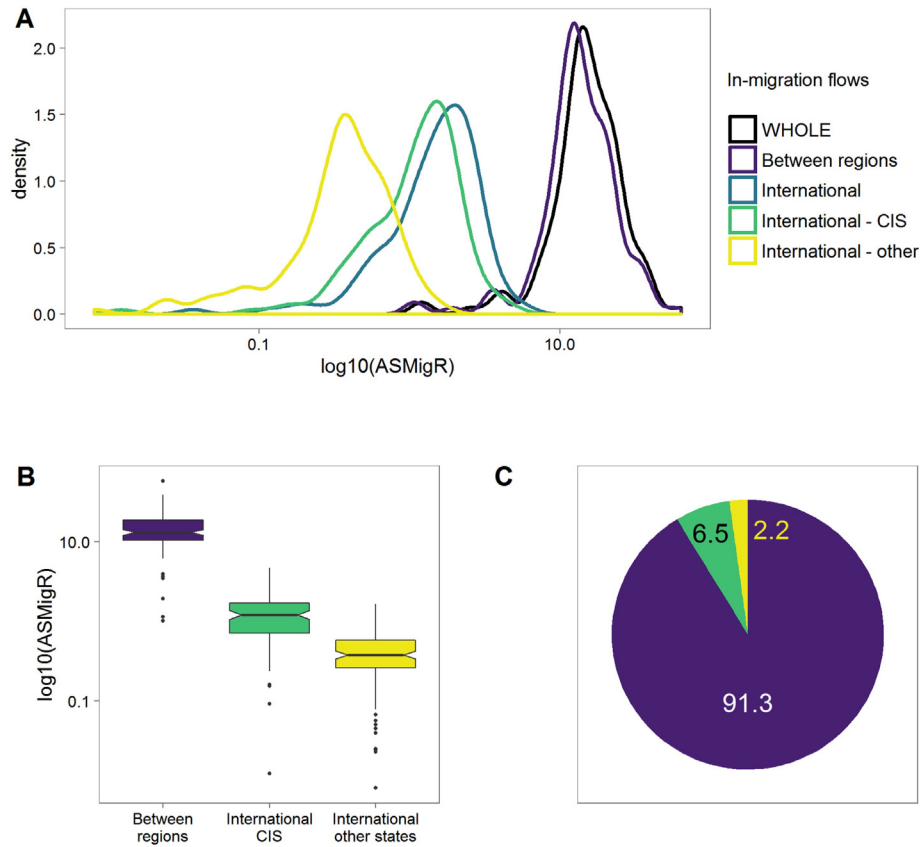 A
density
2.0
1.5
1.0
0.5
0.0
0.1
10.0
log10(ASMigR)
In-migration flows
WHOLE
Between regions
International
International - CIS
International - other
B
log10(ASMigR)
10.0
0.1
Between
regions
International
CIS
International
other states
C
6.5
2.2
91.3